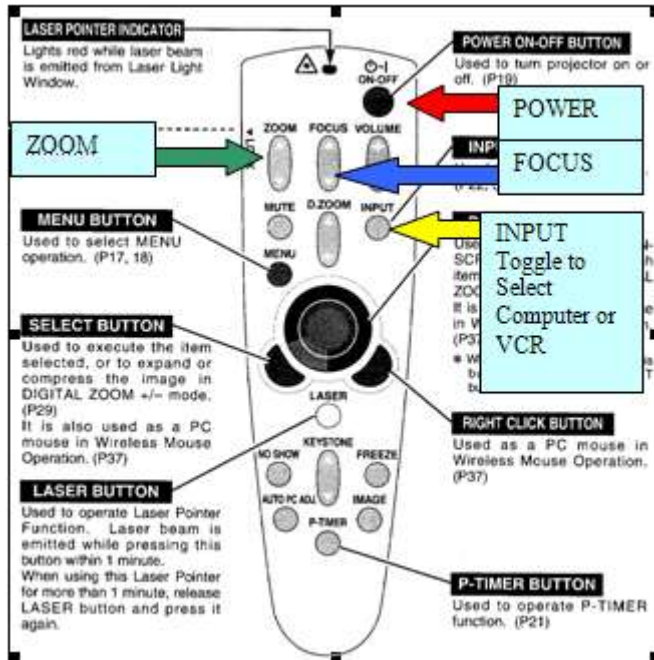 LASER POINTER INDICATOR
Lights red while laser beam
is emitted from Laser Light
Window.
ON-OFF
POWER ON-OFF BUTTON
Used to turn projector on or
off. (P19)
POWER
ZOOM
ZOOM
FOCUS
VOLUME
FOCUS
MUTE
D.ZOOM
INPUT
INPUT
Toggle to
Select
Computer or
VCR
MENU BUTTON
Used to select MENU
operation. (P17, 18)
MENU
SELECT BUTTON
Used to execute the item
selected, or to expand or
compress the image in
DIGITAL ZOOM +/– mode.
(P29)
It is also used as a PC
mouse in Wireless Mouse
Operation. (P37)
LASER
RIGHT CLICK BUTTON
Used as a PC mouse in
Wireless Mouse Operation.
(P37)
NO SHOW
KEYSTONE
FREEZE
AUTO PC ADJ.
IMAGE
P-TIMER
LASER BUTTON
Used to operate Laser Pointer
Function. Laser beam is
emitted while pressing this
button within 1 minute.
When using this Laser Pointer
for more than 1 minute, release
LASER button and press it
again.
P-TIMER BUTTON
Used to operate P-TIMER
function. (P21)